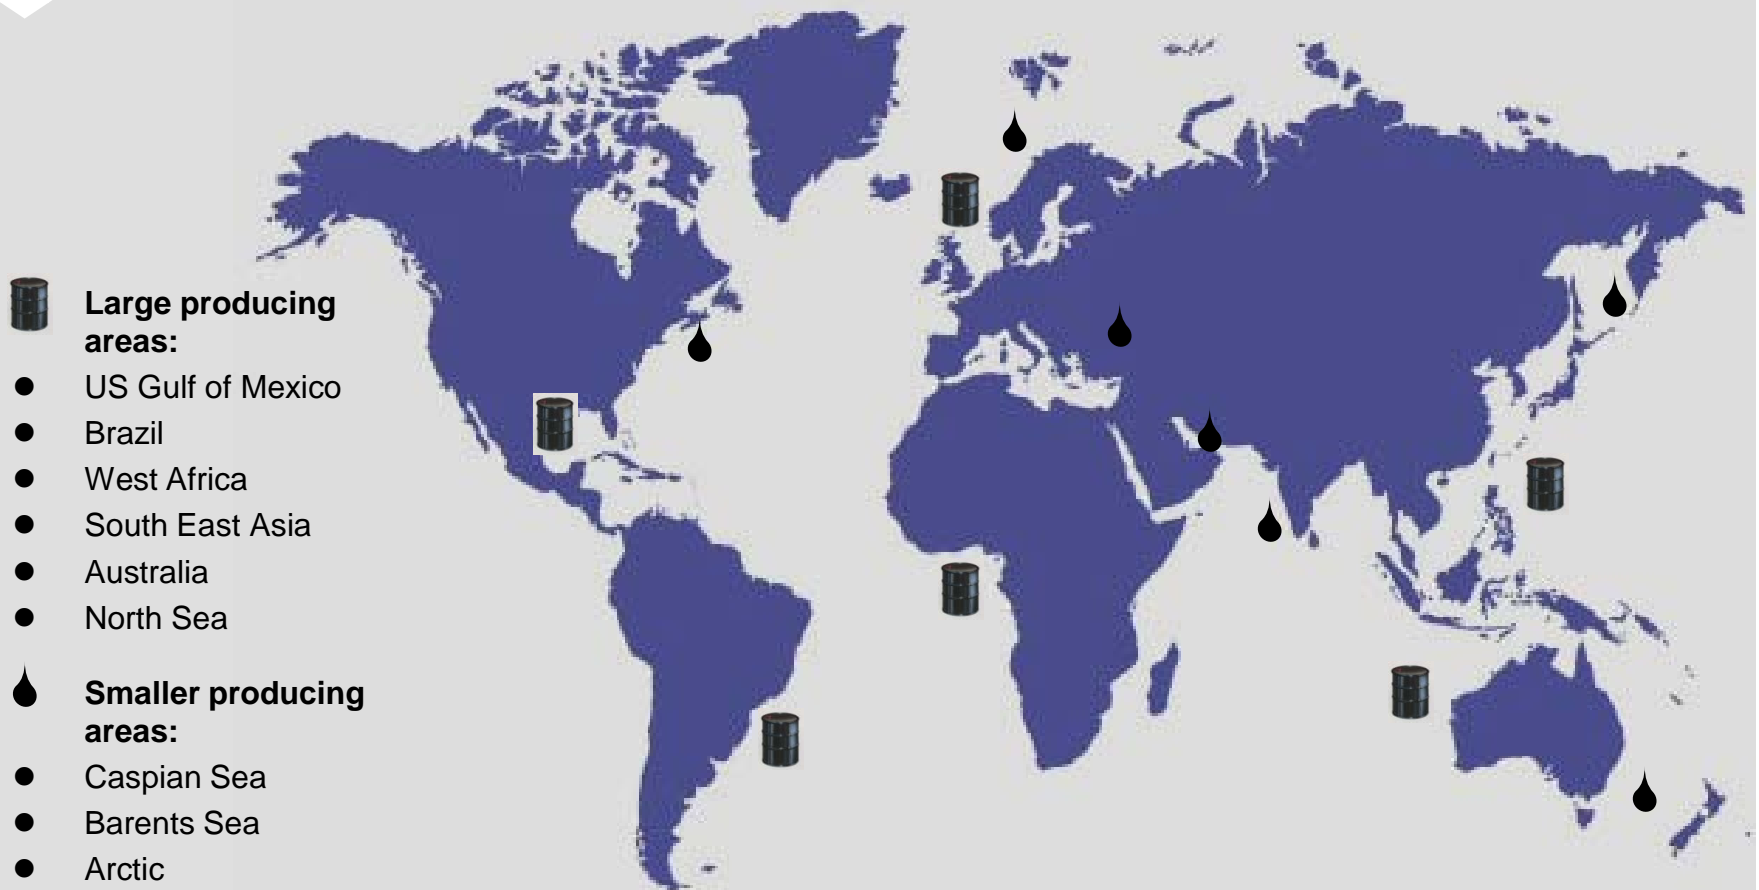 Large producing
areas:
US Gulf of Mexico
Brazil
West Africa
South East Asia
Australia
North Sea
Smaller producing
areas:
Caspian Sea
Barents Sea
Arctic